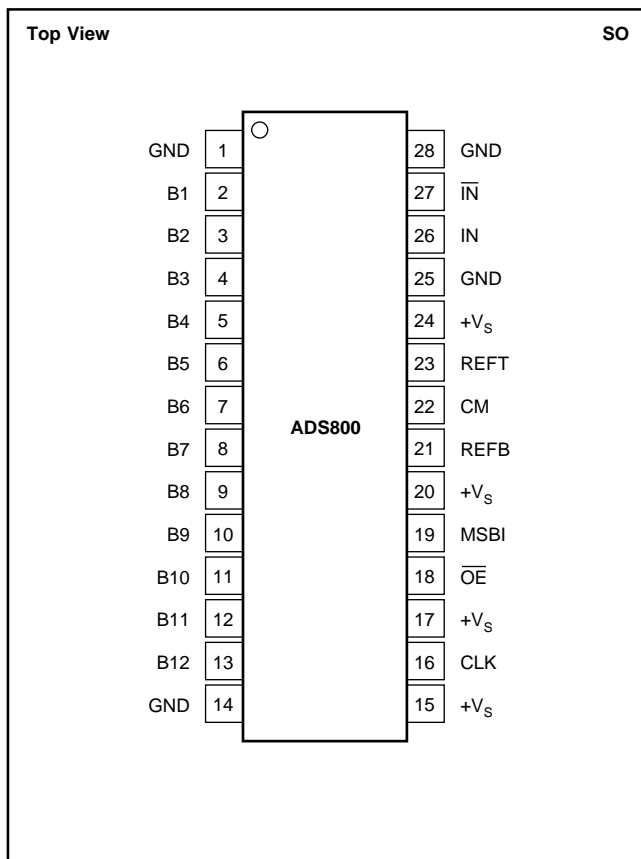 Top View SO
GND 1 28 GND
B1 2 27 I̅N̅
B2 3 26 IN
B3 4 25 GND
B4 5 24 +VS
B5 6 23 REFT
B6 7 22 CM
ADS800
B7 8 21 REFB
B8 9 20 +VS
B9 10 19 MSBI
B10 11 18 O̅E̅
B11 12 17 +VS
B12 13 16 CLK
GND 14 15 +VS